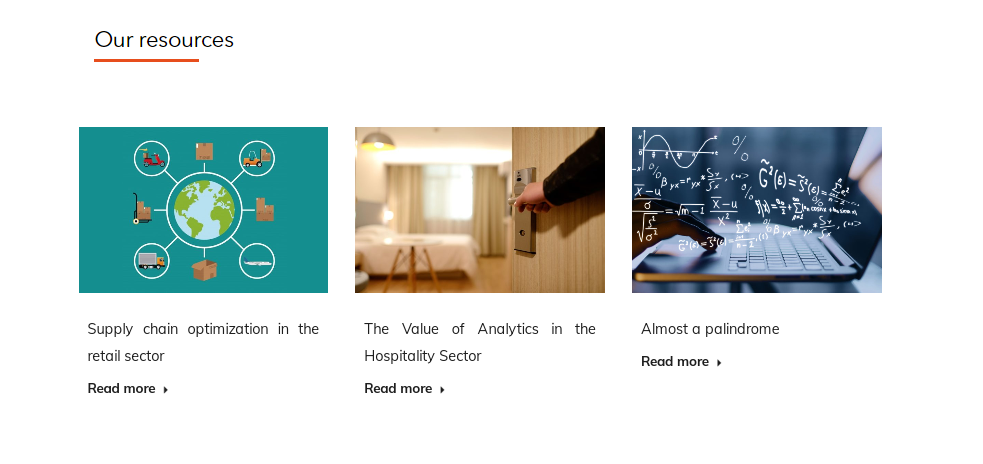 Our resources
Supply chain optimization in the
retail sector
Read more
The Value of Analytics in the
Hospitality Sector
Read more
Almost a palindrome
Read more